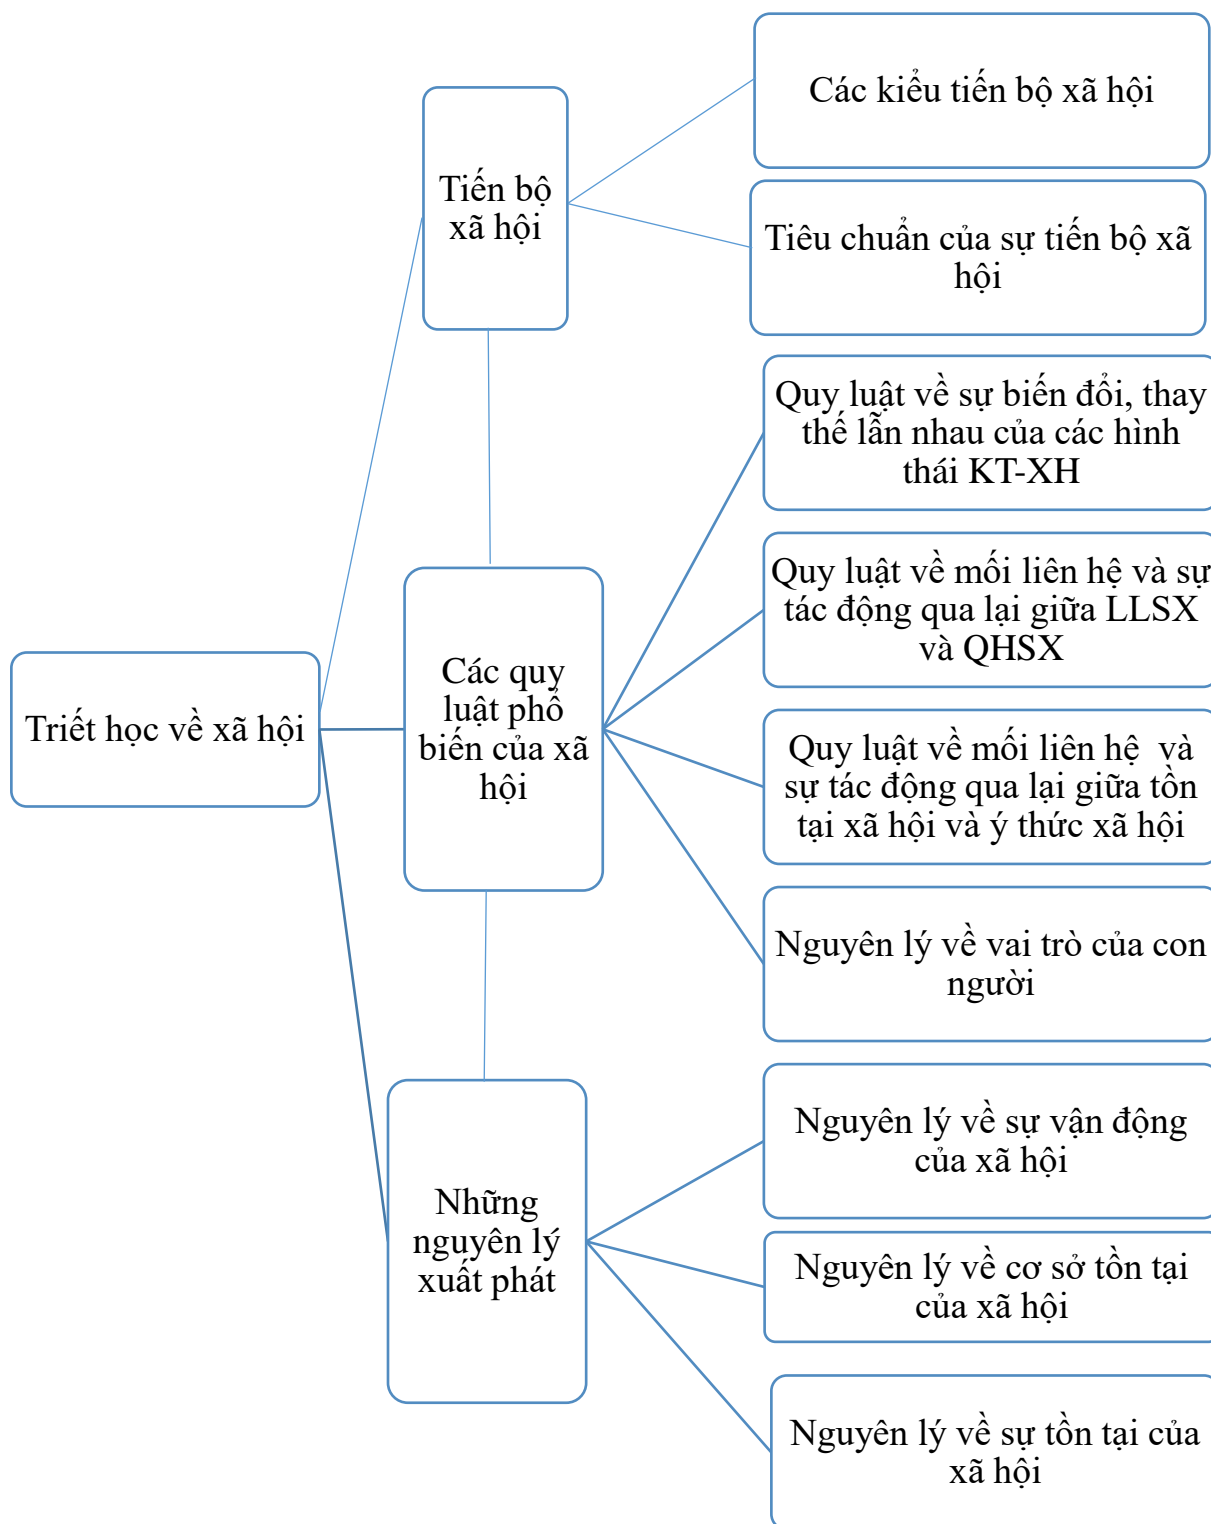 Các kiểu tiến bộ xã hội
Tiến bộ
xã hội
Tiêu chuẩn của sự tiến bộ xã
hội
Quy luật về sự biến đổi, thay
thế lẫn nhau của các hình
thái KT-XH
Quy luật về mối liên hệ và sự
tác động qua lại giữa LLSX
và QHSX
Triết học về xã hội
Các quy
luật phổ
biến của xã
hội
Quy luật về mối liên hệ và
sự tác động qua lại giữa tồn
tại xã hội và ý thức xã hội
Nguyên lý về vai trò của con
người
Nguyên lý về sự vận động
của xã hội
Những
nguyên lý
xuất phát
Nguyên lý về cơ sở tồn tại
của xã hội
Nguyên lý về sự tồn tại của
xã hội